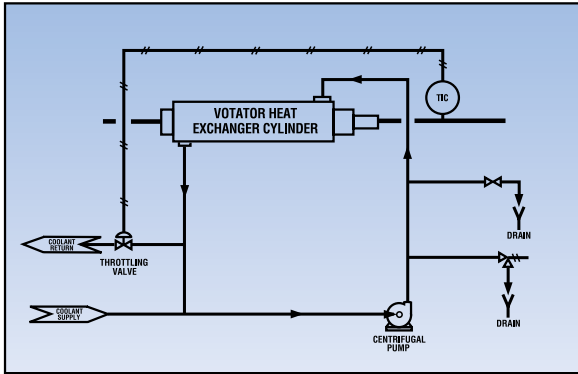 TIC
VOTATOR HEAT
EXCHANGER CYLINDER
COOLANT
RETURN
THROTTLING
VALVE
DRAIN
COOLANT
SUPPLY
CENTRIFUGAL
PUMP
DRAIN